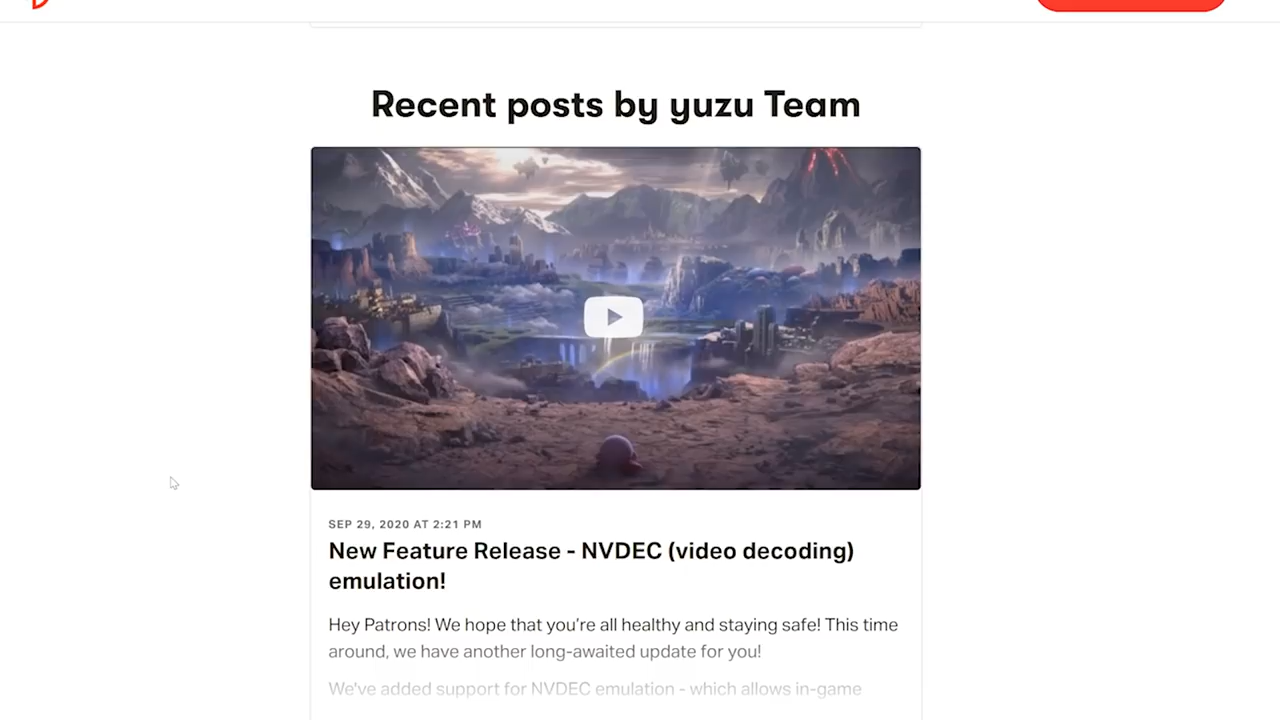 Recent posts by yuzu Team
SEP 29, 2020 AT 2:21 PM
New Feature Release - NVDEC (video decoding)
emulation!
Hey Patrons! We hope that you're all healthy and staying safe! This time
around, we have another long-awaited update for you!
We've added support for NVDEC emulation - which allows in-game